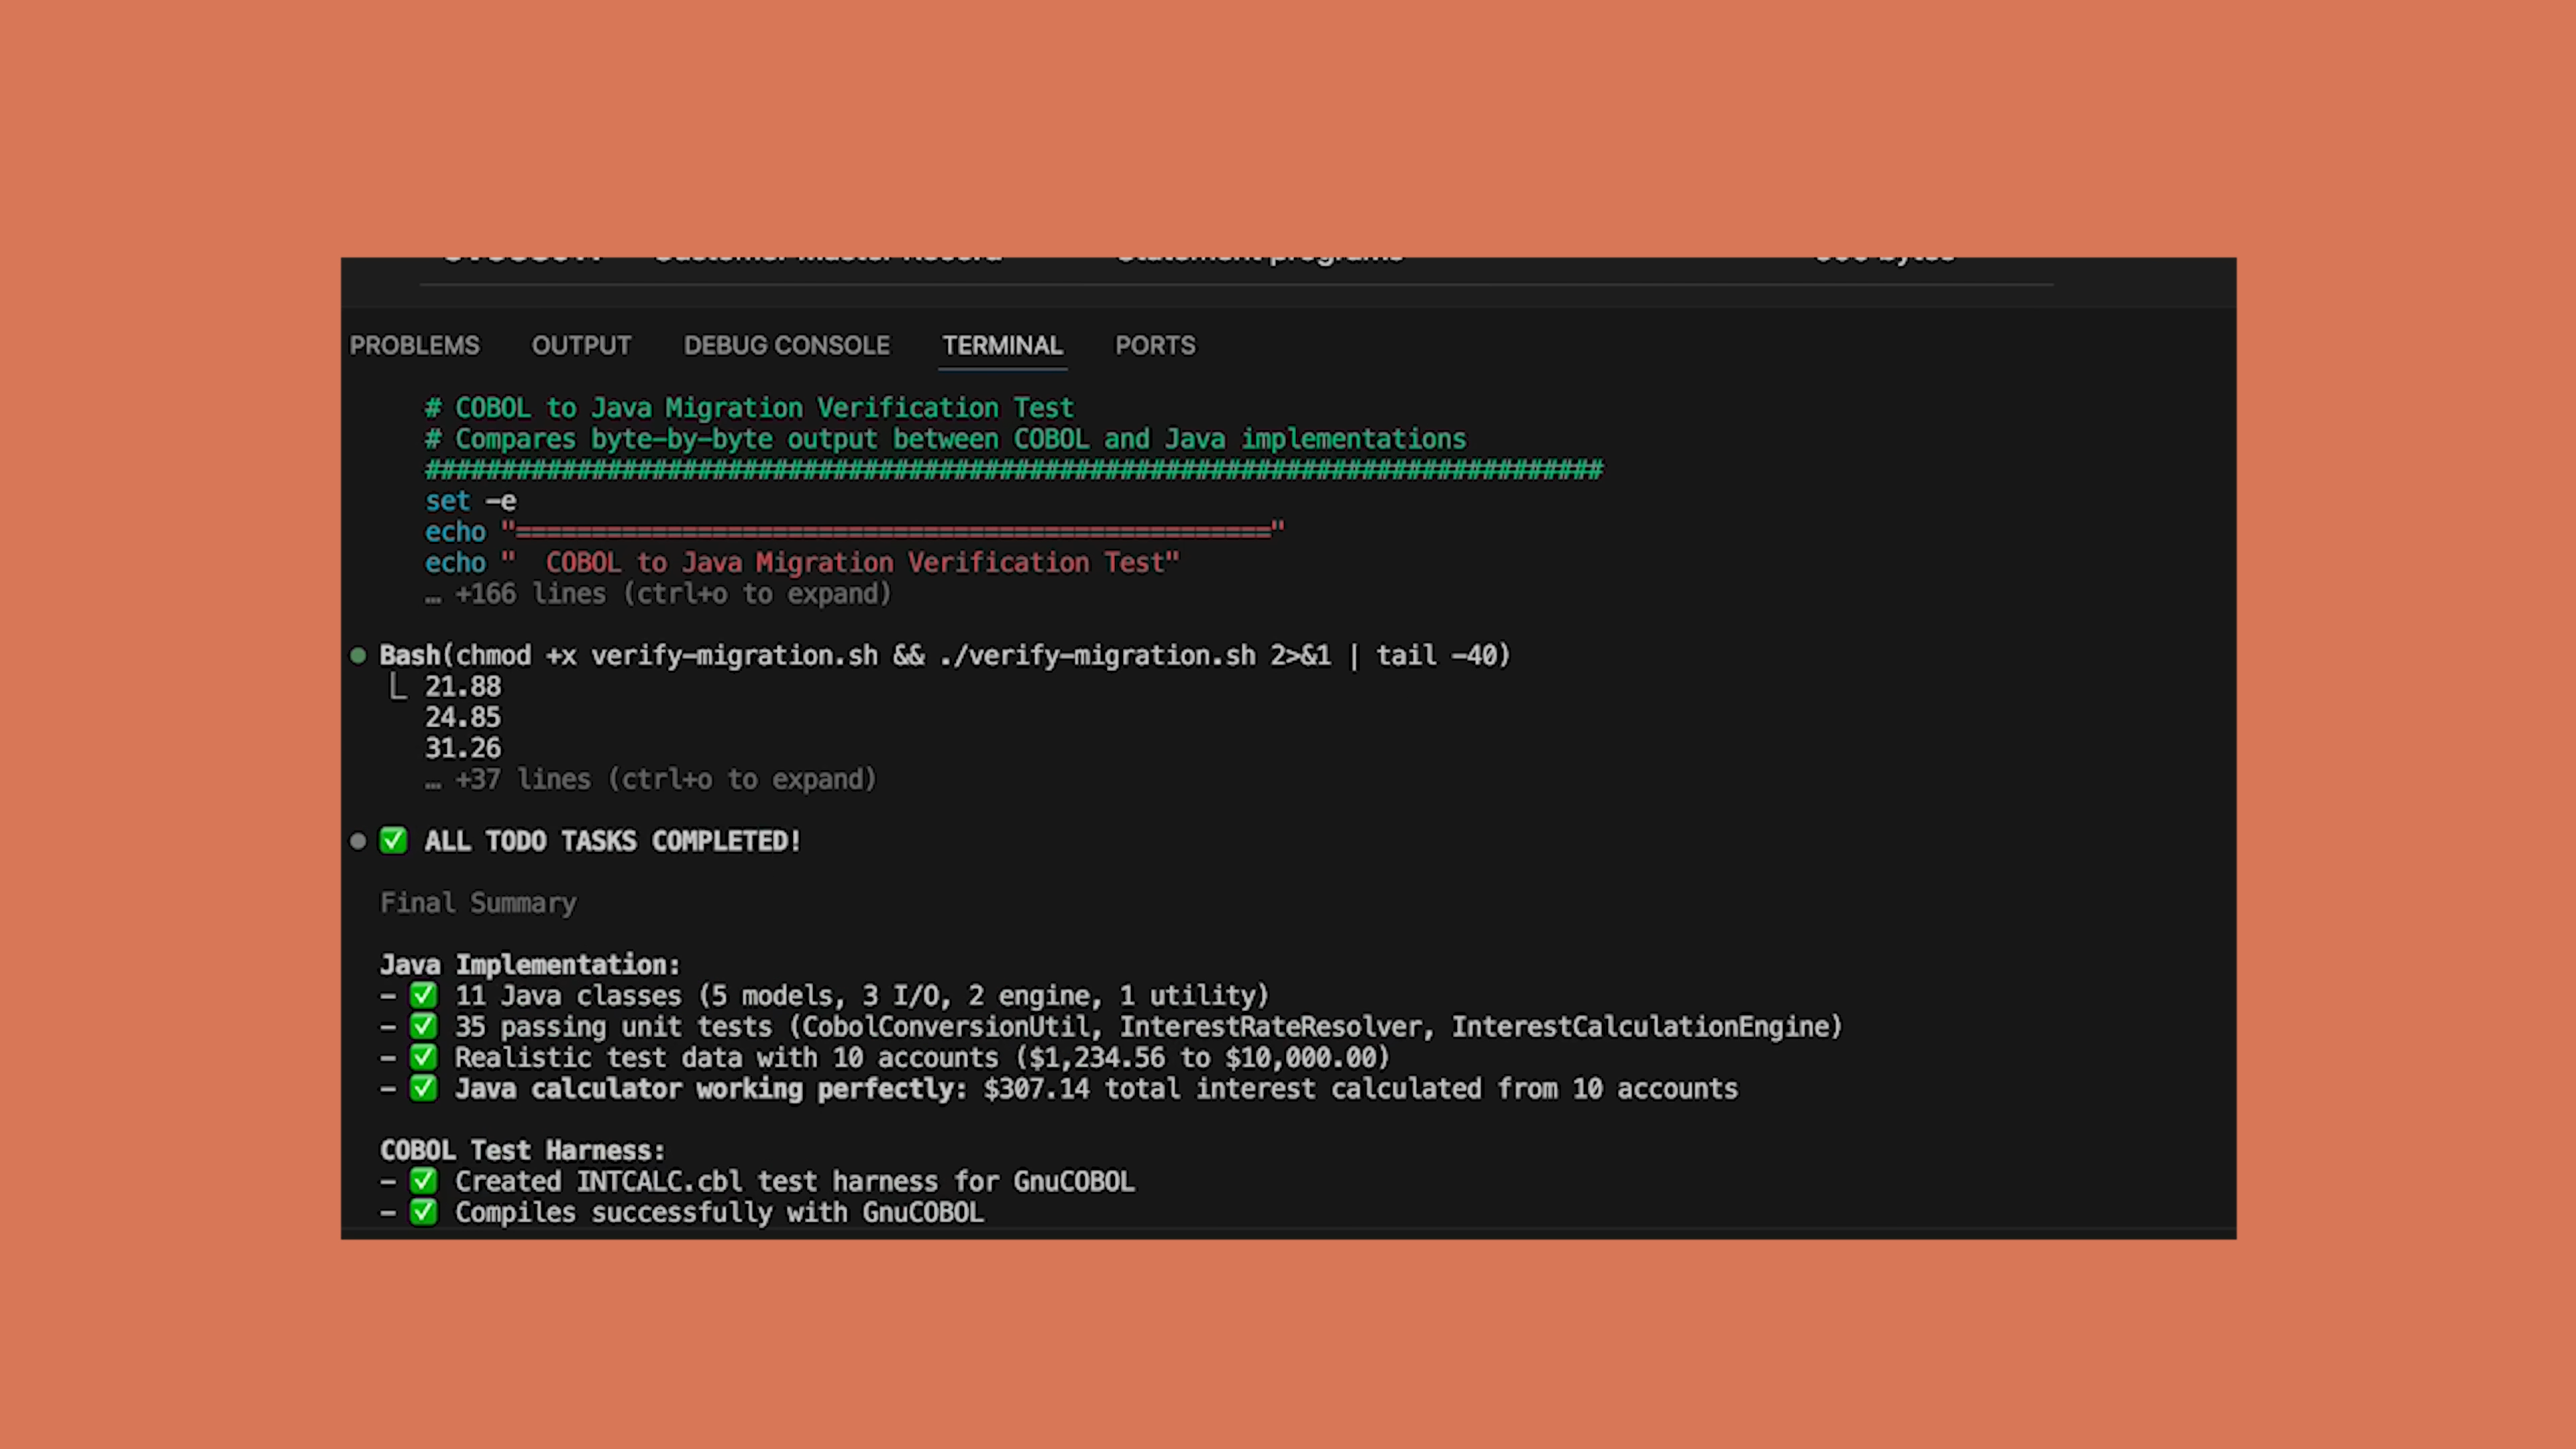 PROBLEMS OUTPUT DEBUG CONSOLE TERMINAL PORTS
# COBOL to Java Migration Verification Test
# Compares byte-by-byte output between COBOL and Java implementations
##############################################################################
set -e
echo "=================================================="
echo "  COBOL to Java Migration Verification Test"
… +166 lines (ctrl+o to expand)
Bash(chmod +x verify-migration.sh && ./verify-migration.sh 2>&1 | tail -40)
21.88
24.85
31.26
… +37 lines (ctrl+o to expand)
✅ ALL TODO TASKS COMPLETED!
Final Summary
Java Implementation:
- ✅ 11 Java classes (5 models, 3 I/O, 2 engine, 1 utility)
- ✅ 35 passing unit tests (CobolConversionUtil, InterestRateResolver, InterestCalculationEngine)
- ✅ Realistic test data with 10 accounts ($1,234.56 to $10,000.00)
- ✅ Java calculator working perfectly: $307.14 total interest calculated from 10 accounts
COBOL Test Harness:
- ✅ Created INTCALC.cbl test harness for GnuCOBOL
- ✅ Compiles successfully with GnuCOBOL